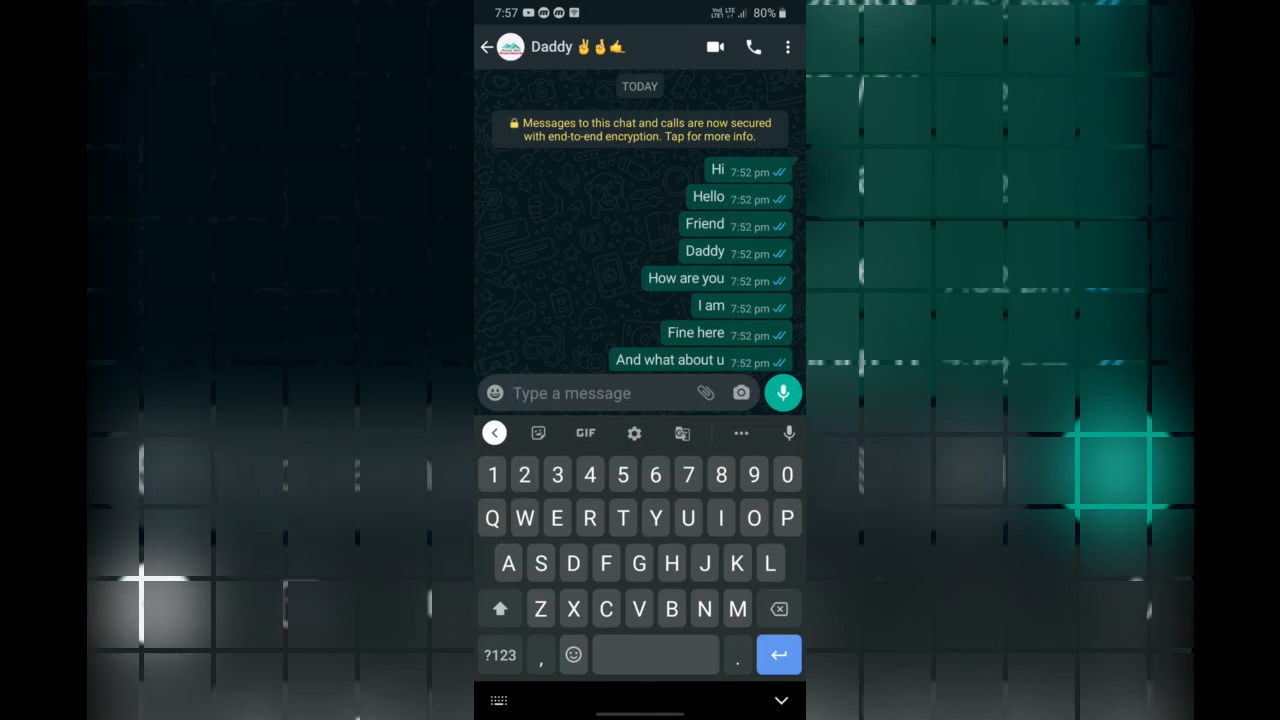 7:57
VoI) LTE
LTE1
80%
Daddy ✌️🤞🤙
TODAY
🔒 Messages to this chat and calls are now secured
with end-to-end encryption. Tap for more info.
Hi 7:52 pm
Hello 7:52 pm
Friend 7:52 pm
Daddy 7:52 pm
How are you 7:52 pm
I am 7:52 pm
Fine here 7:52 pm
And what about u 7:52 pm
Type a message
GIF
1 2 3 4 5 6 7 8 9 0
Q W E R T Y U I O P
A S D F G H J K L
Z X C V B N M
?123 , .